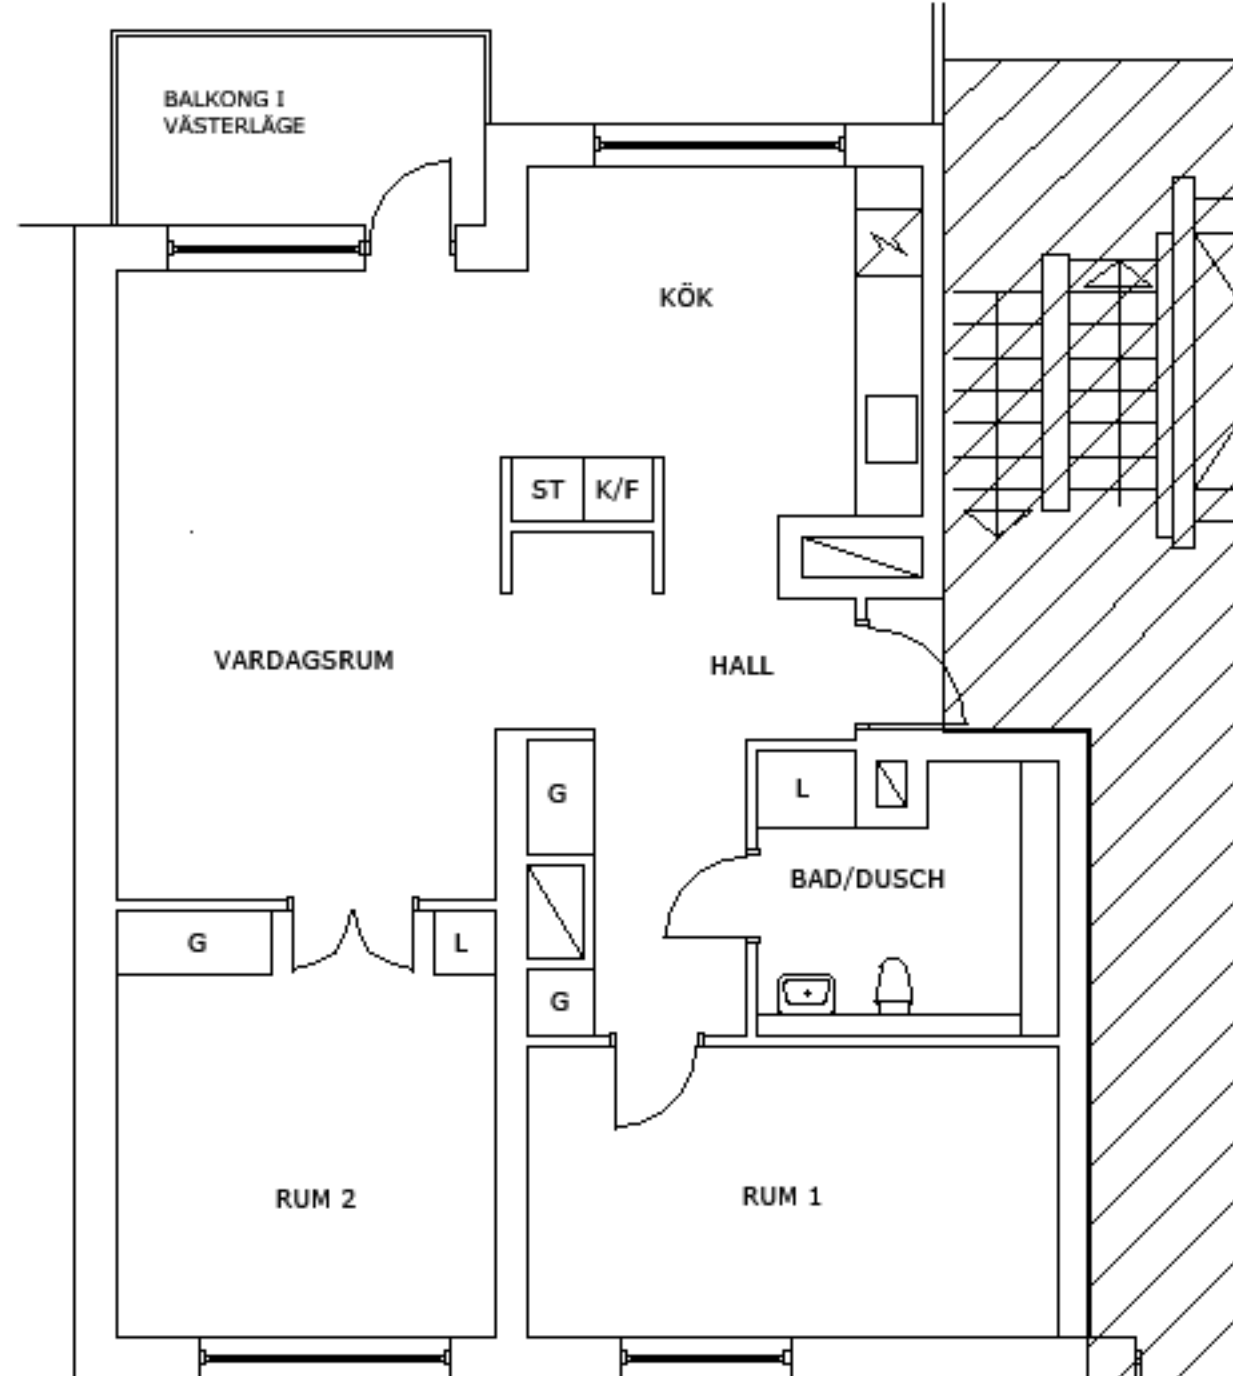 BALKONG I
VÄSTERLÄGE
KÖK
ST
K/F
VARDAGSRUM
HALL
G
L
BAD/DUSCH
G
L
G
RUM 2
RUM 1